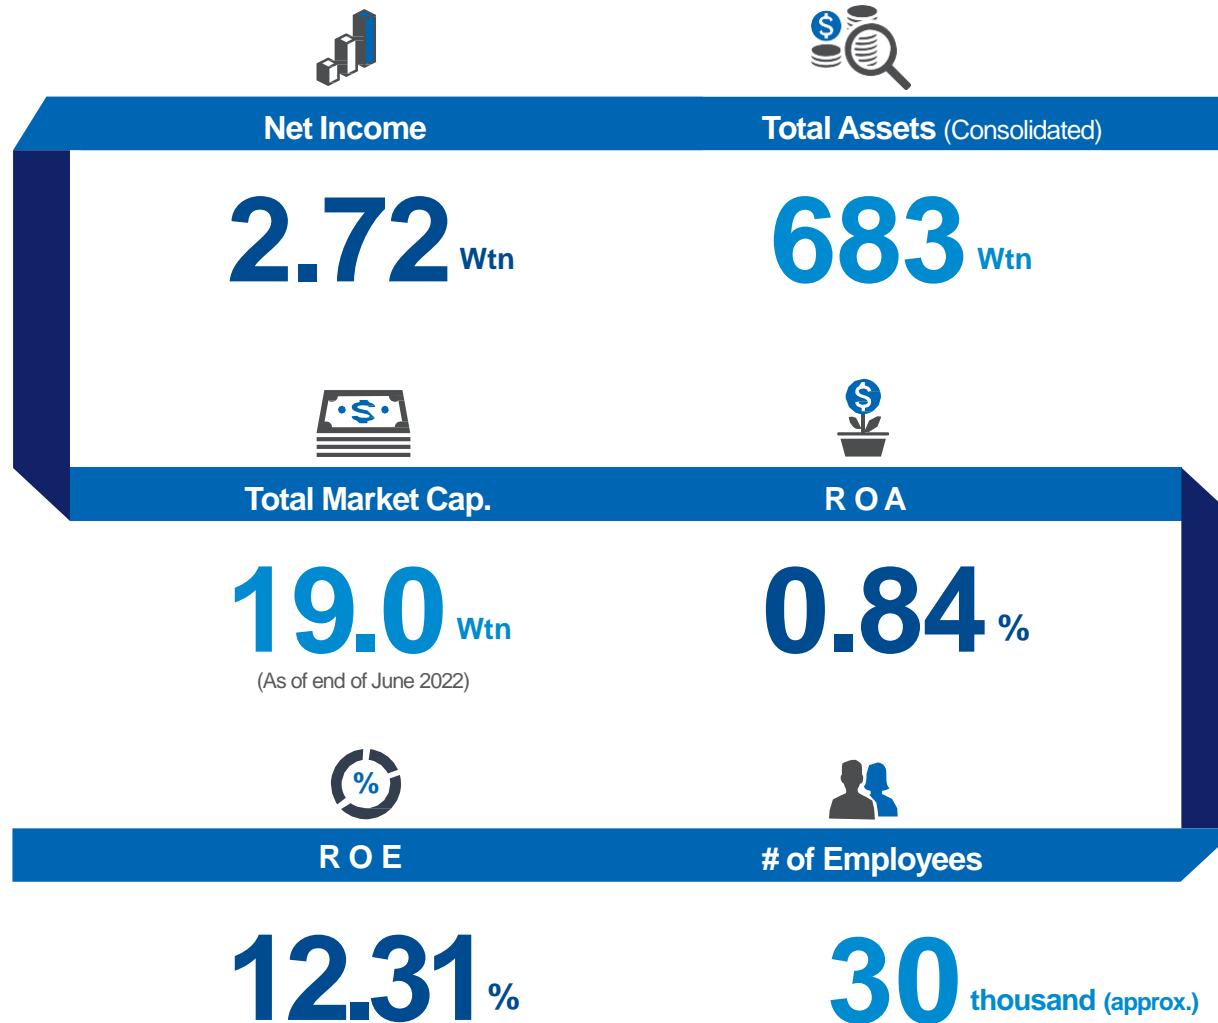 Net Income
Total Assets (Consolidated)
2.72 Wtn
683 Wtn
Total Market Cap.
R O A
19.0 Wtn
(As of end of June 2022)
0.84 %
%
R O E
# of Employees
12.31 %
30 thousand (approx.)